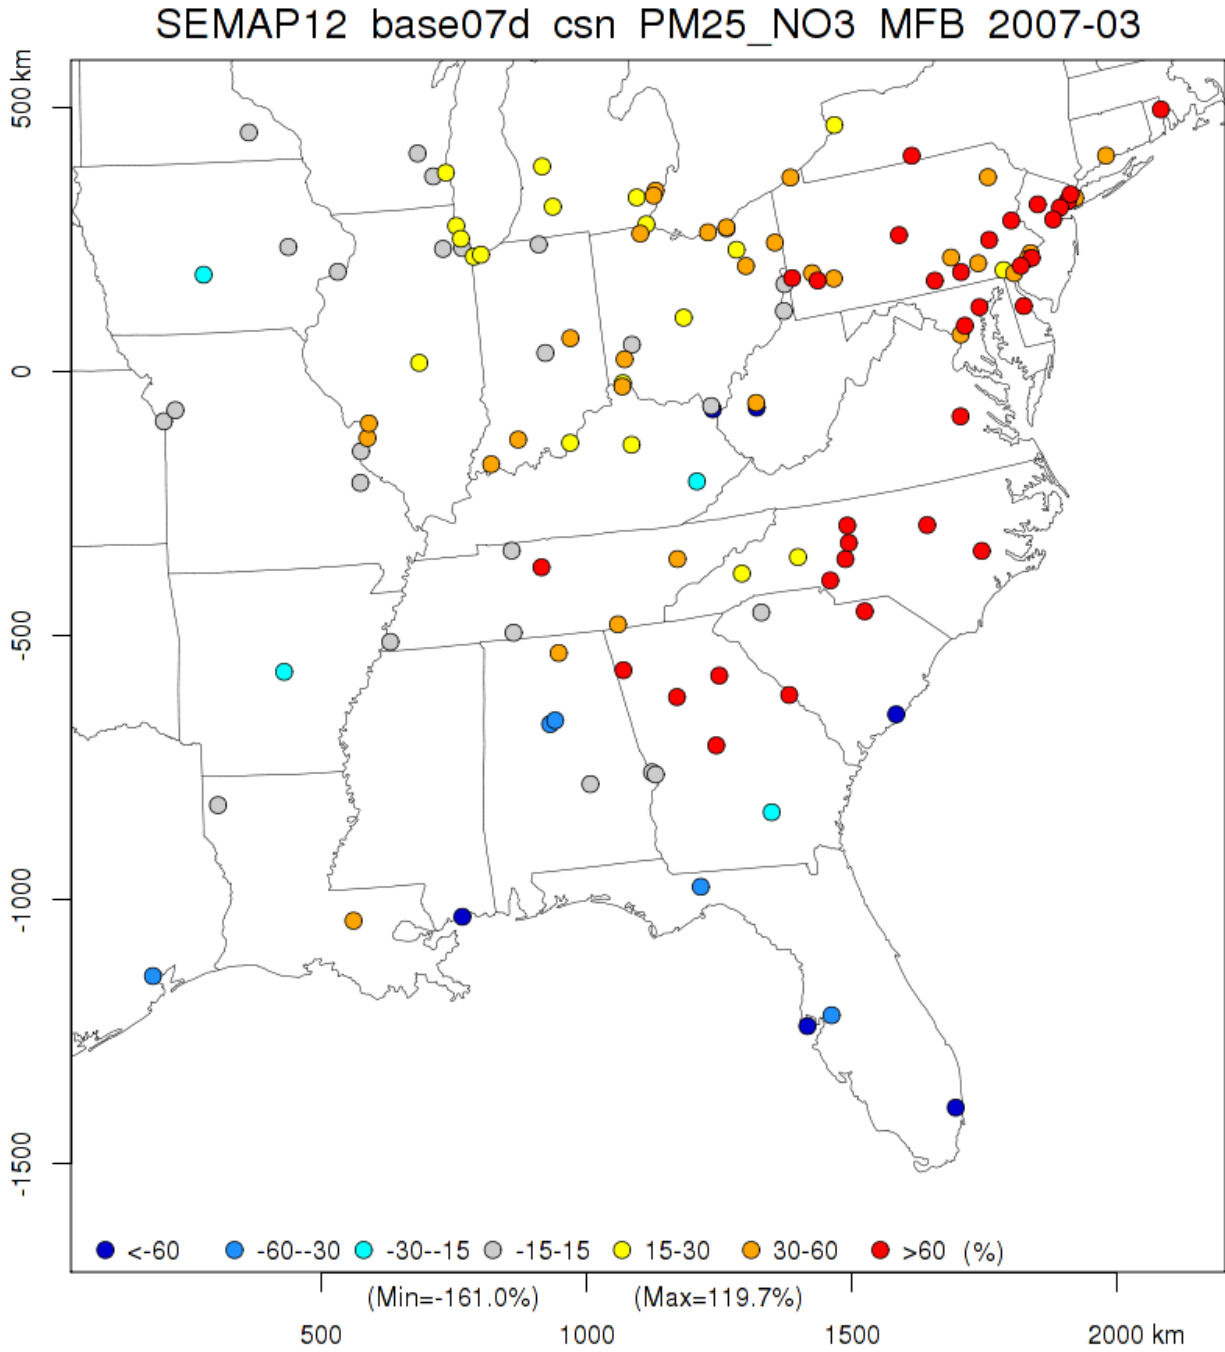 SEMAP12 base07d csn PM25_NO3 MFB 2007-03
500 km
0
-500
-1000
-1500
<-60 -60--30 -30--15 -15-15 15-30 30-60 >60 (%)
(Min=-161.0%) (Max=119.7%)
500 1000 1500 2000 km